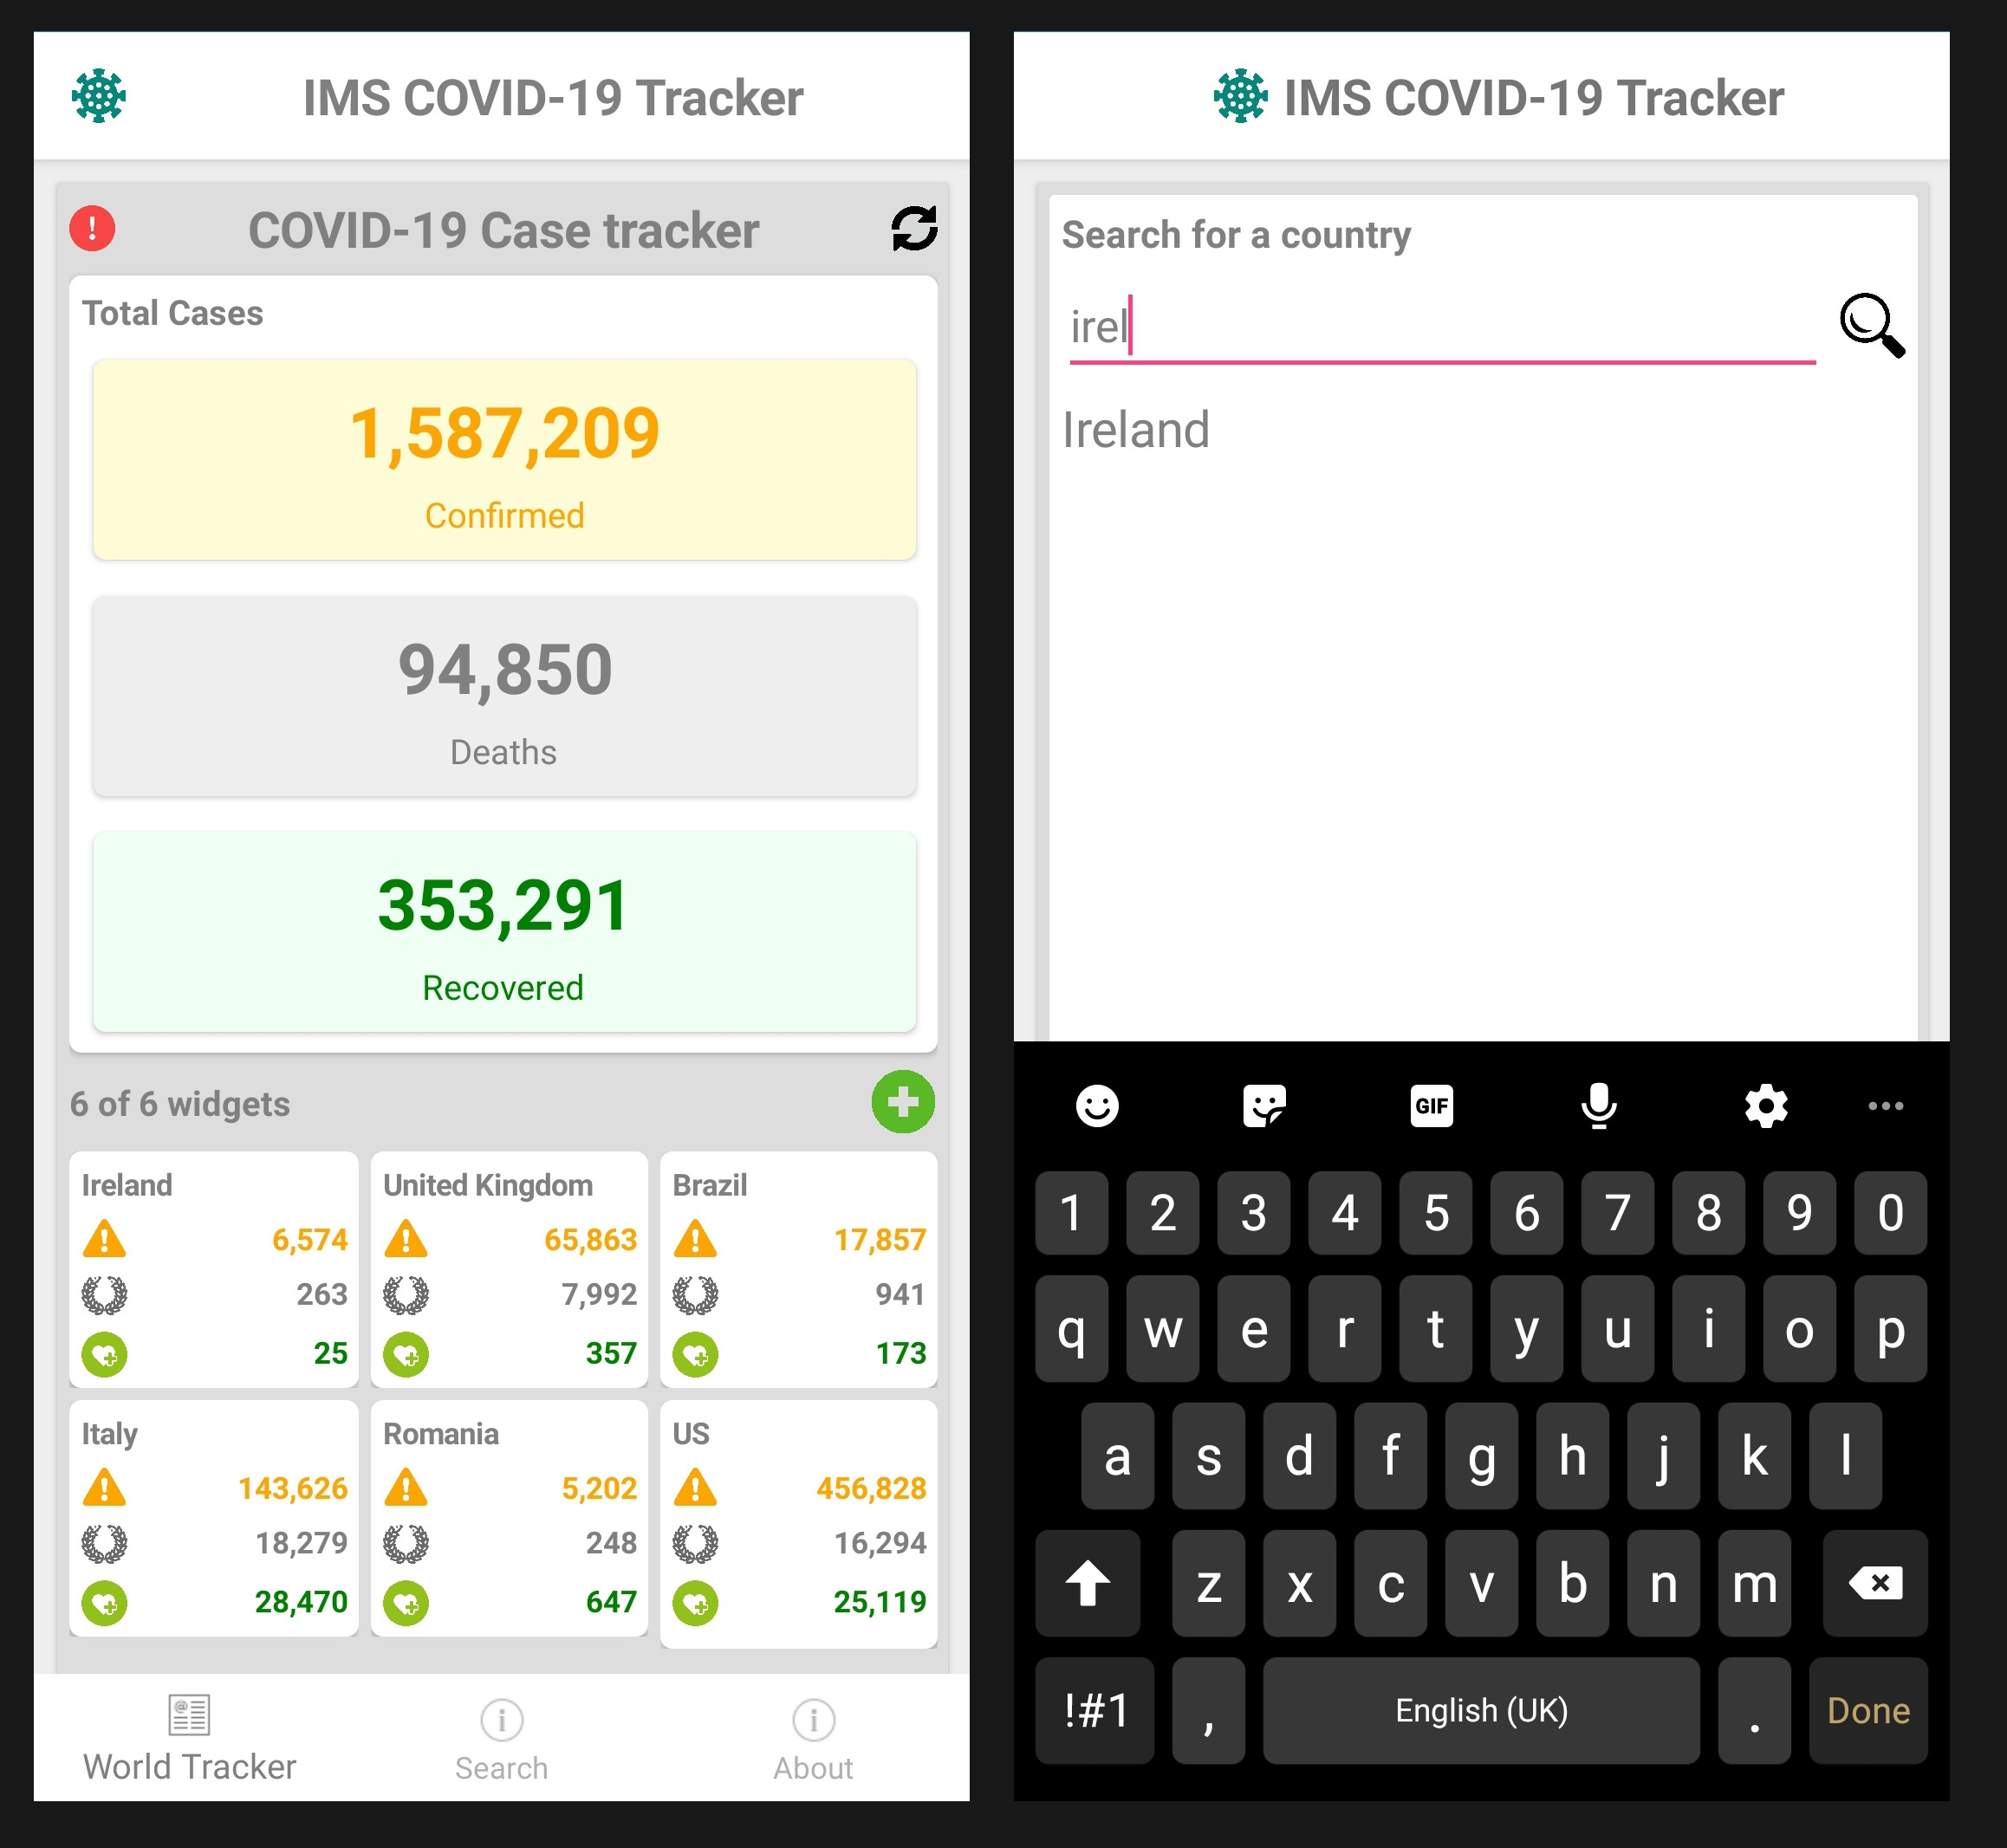 IMS COVID-19 Tracker
COVID-19 Case tracker
Total Cases
1,587,209
Confirmed
94,850
Deaths
353,291
Recovered
6 of 6 widgets
Ireland
6,574
263
25
United Kingdom
65,863
7,992
357
Brazil
17,857
941
173
Italy
143,626
18,279
28,470
Romania
5,202
248
647
US
456,828
16,294
25,119
World Tracker
Search
About
IMS COVID-19 Tracker
Search for a country
irel
Ireland
GIF
1 2 3 4 5 6 7 8 9 0
q w e r t y u i o p
a s d f g h j k l
z x c v b n m
!#1 , English (UK) . Done